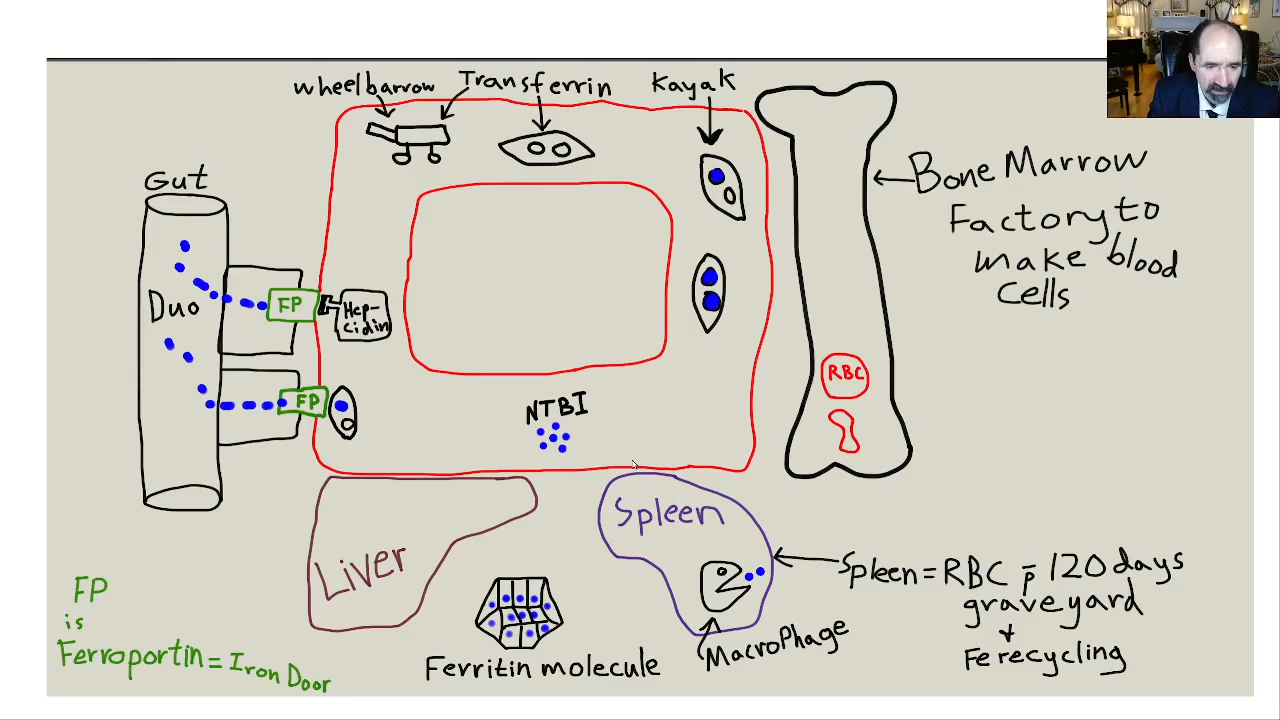 wheelbarrow
Transferrin
Kayak
Gut
Duo
FP
Hep-
cidin
FP
NTBI
Bone Marrow
Factory to
make blood
cells
RBC
Liver
Spleen
Spleen = RBC p̄ 120 days
graveyard
+
Fe recycling
MacroPhage
Ferritin molecule
FP
is
Ferroportin = Iron Door